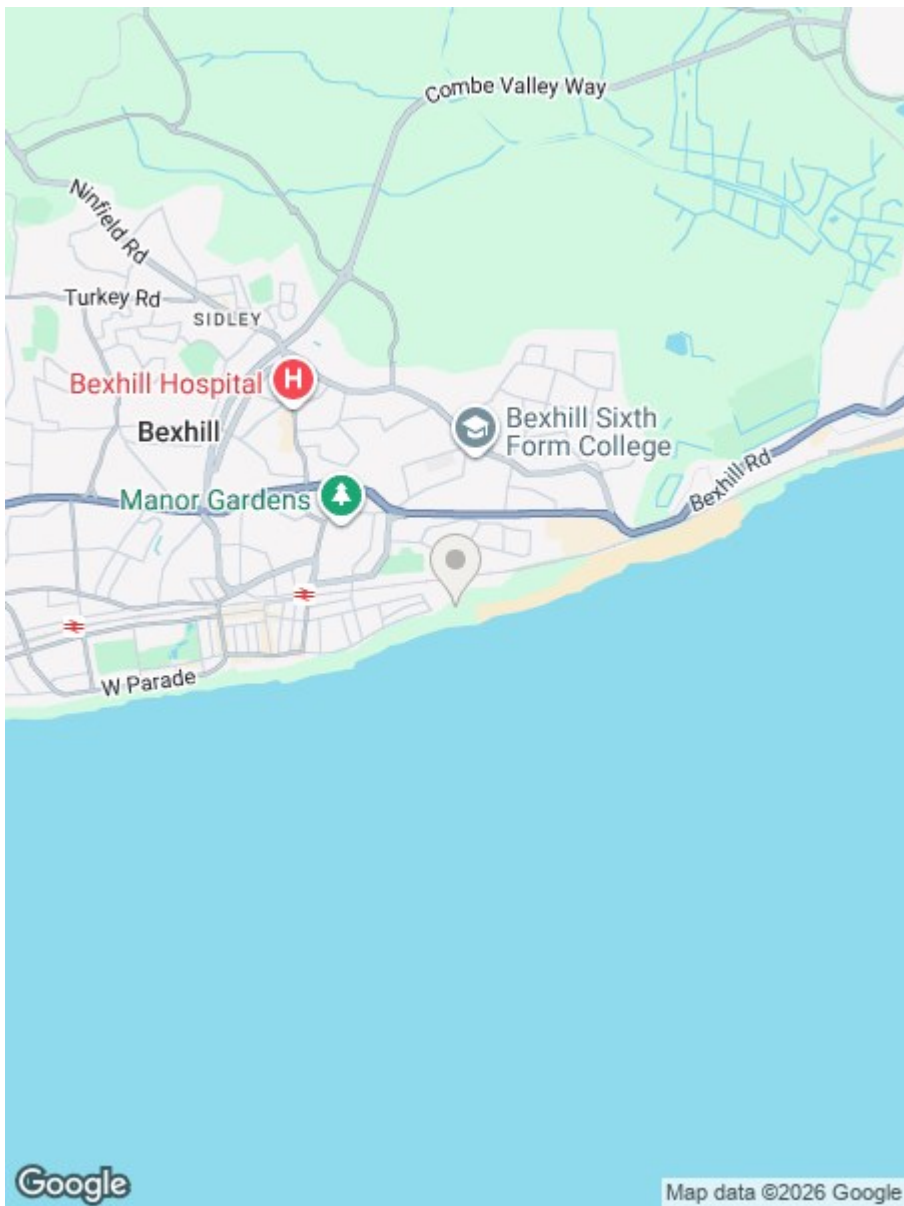 Combe Valley Way
Ninfield Rd
Turkey Rd
SIDLEY
Bexhill Hospital
H
Bexhill
Bexhill Sixth
Form College
Bexhill Rd
Manor Gardens
W Parade
Google
Map data ©2026 Google